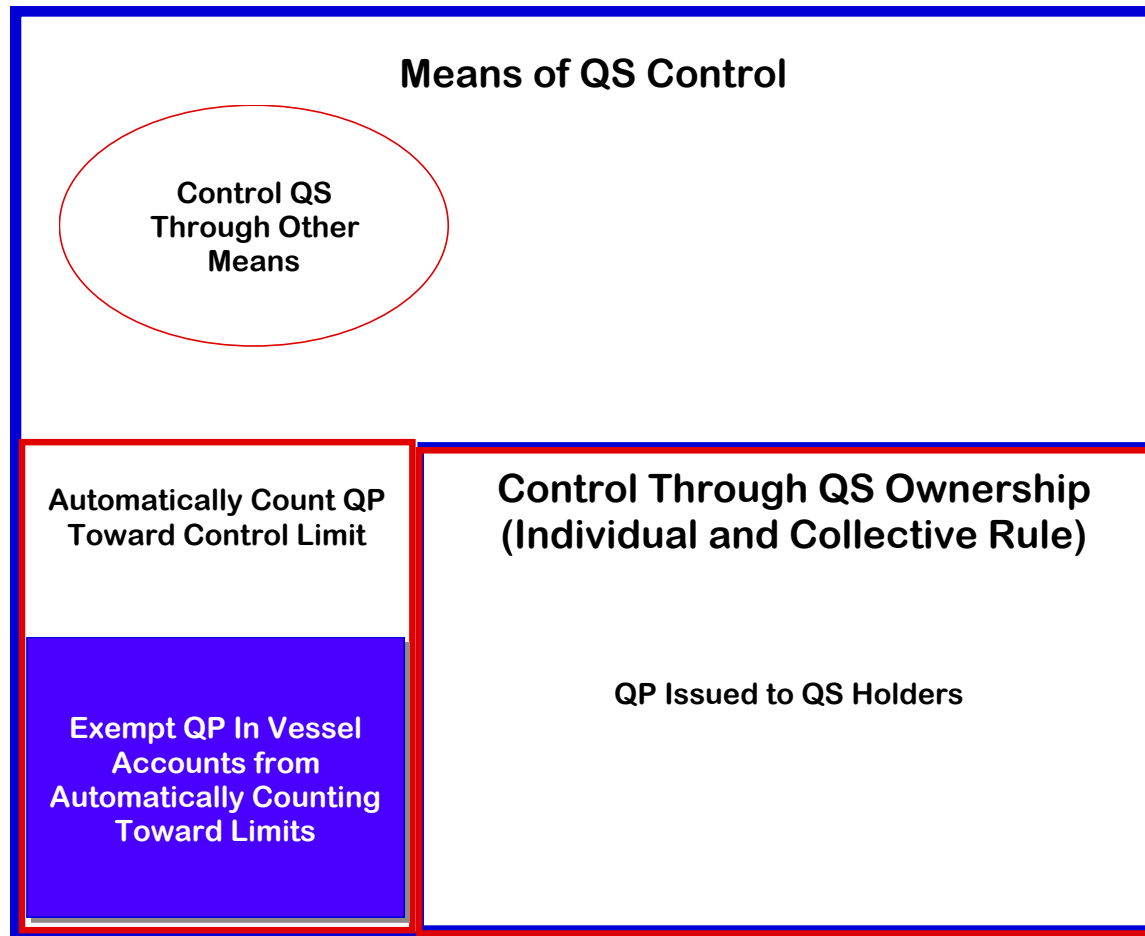 Means of QS Control
Control QS
Through Other
Means
Automatically Count QP
Toward Control Limit
Control Through QS Ownership
(Individual and Collective Rule)
QP Issued to QS Holders
Exempt QP In Vessel
Accounts from
Automatically Counting
Toward Limits